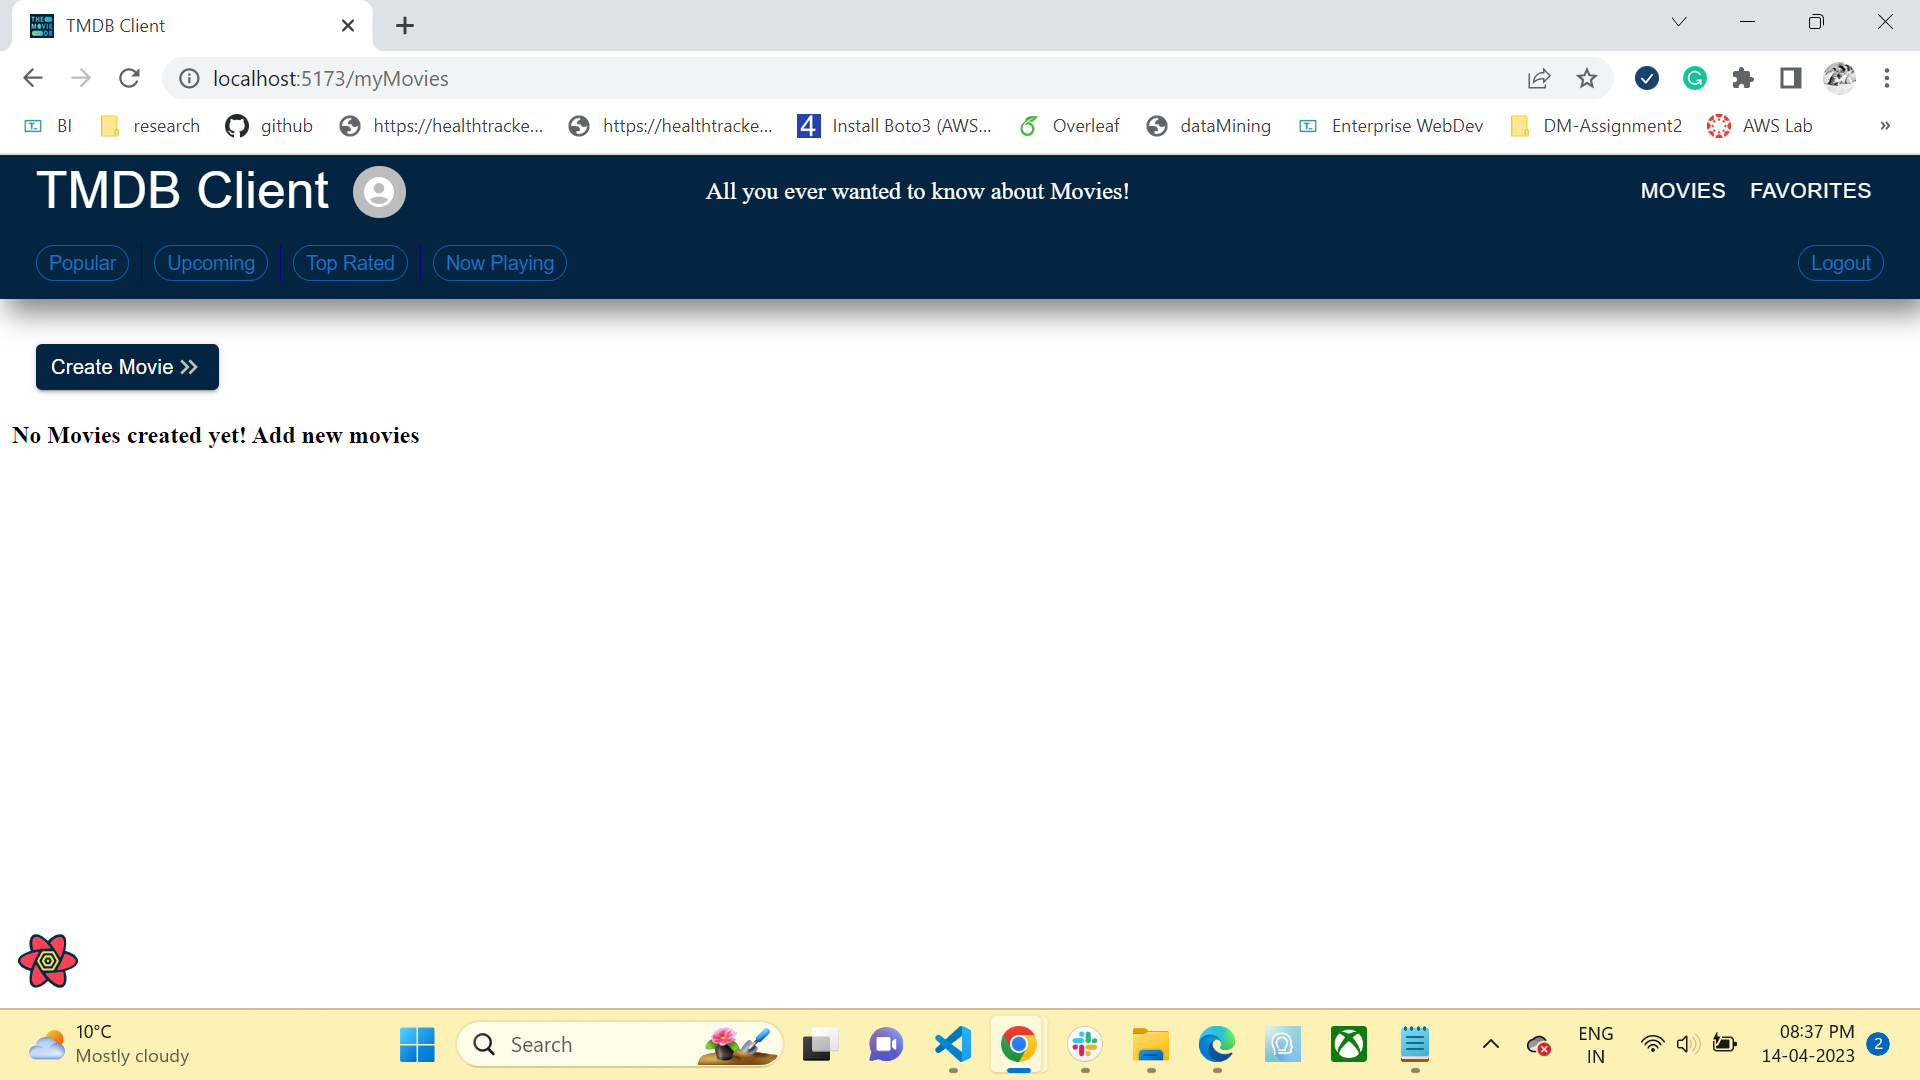 TMDB Client
localhost:5173/myMovies
BI research github https://healthtracke... https://healthtracke... 4 Install Boto3 (AWS... Overleaf dataMining Enterprise WebDev DM-Assignment2 AWS Lab »
TMDB Client All you ever wanted to know about Movies! MOVIES FAVORITES
Popular Upcoming Top Rated Now Playing Logout
Create Movie
No Movies created yet! Add new movies
10°C
Mostly cloudy
Search
ENG
IN
08:37 PM
14-04-2023
2